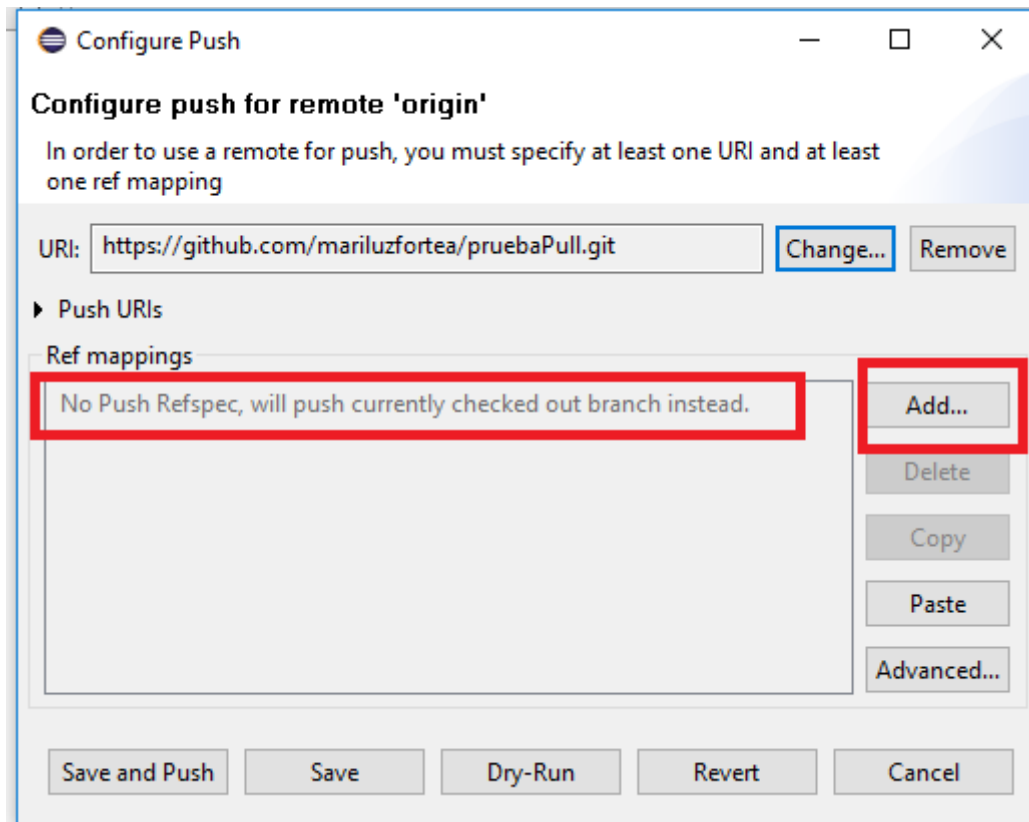 Configure Push
Configure push for remote 'origin'
In order to use a remote for push, you must specify at least one URI and at least
one ref mapping
URI: https://github.com/mariluzfortea/pruebaPull.git Change... Remove
Push URIs
Ref mappings
No Push Refspec, will push currently checked out branch instead. Add...
Delete
Copy
Paste
Advanced...
Save and Push Save Dry-Run Revert Cancel